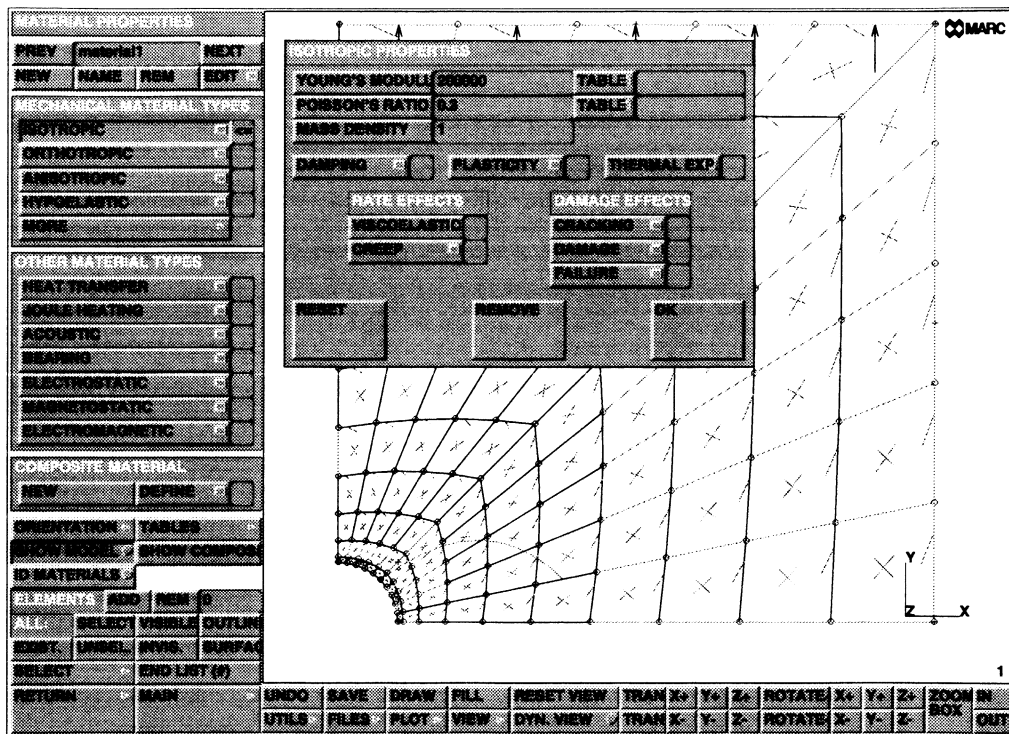 MATERIAL PROPERTIES
PREV material1 NEXT
NEW NAME REM EDIT
MECHANICAL MATERIAL TYPES
ISOTROPIC <=
ORTHOTROPIC
ANISOTROPIC
HYPOELASTIC
MORE
OTHER MATERIAL TYPES
HEAT TRANSFER
JOULE HEATING
ACOUSTIC
BEARING
ELECTROSTATIC
MAGNETOSTATIC
ELECTROMAGNETIC
COMPOSITE MATERIAL
NEW DEFINE
ORIENTATION TABLES
SHOW MODEL SHOW COMPOS
ID MATERIALS
ELEMENTS ADD REM 0
ALL: SELECT VISIBLE OUTLINE
EXIST. UNSEL. INVIS. SURFAC
SELECT END LIST (#)
RETURN MAIN
ISOTROPIC PROPERTIES
YOUNG'S MODULU 200000 TABLE
POISSON'S RATIO 0.3 TABLE
MASS DENSITY 1
DAMPING PLASTICITY THERMAL EXP.
RATE EFFECTS DAMAGE EFFECTS
VISCOELASTIC CRACKING
CREEP DAMAGE
FAILURE
RESET REMOVE OK
MARC
Y
Z X
1
UNDO SAVE DRAW FILL RESET VIEW TRAN X+ Y+ Z+ ROTATE X+ Y+ Z+ ZOOM IN
UTILS FILES PLOT VIEW DYN. VIEW TRAN X- Y- Z- ROTATE X- Y- Z- BOX OUT